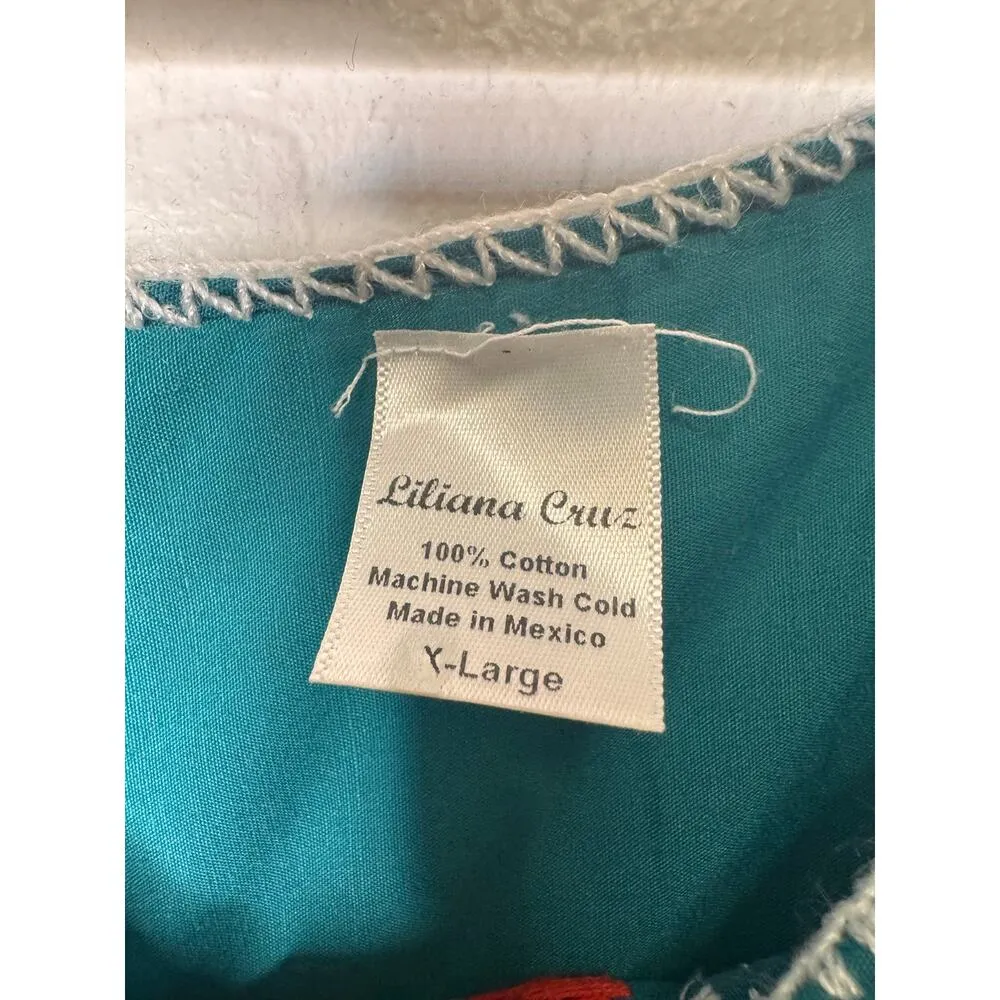 Liliana Cruz
100% Cotton
Machine Wash Cold
Made in Mexico
X-Large